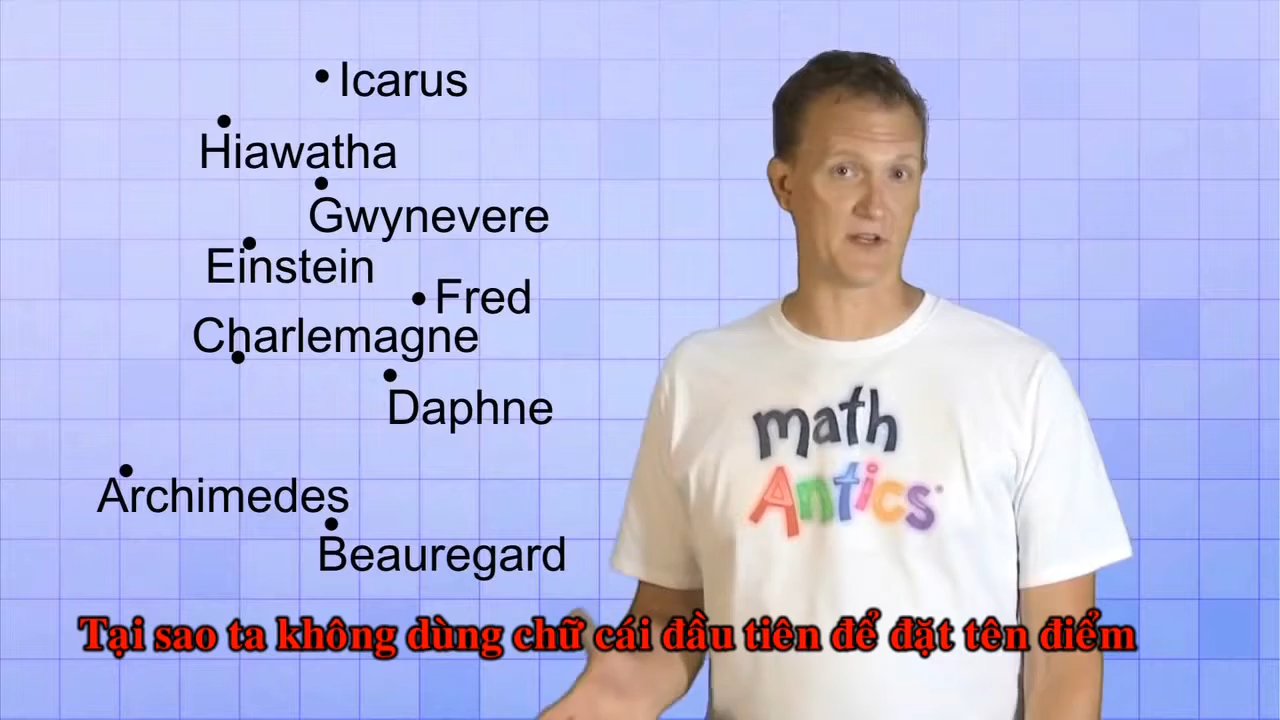 Icarus
Hiawatha
Gwynevere
Einstein
Fred
Charlemagne
Daphne
Archimedes
Beauregard
math
Antics
Tại sao ta không dùng chữ cái đầu tiên để đặt tên điểm